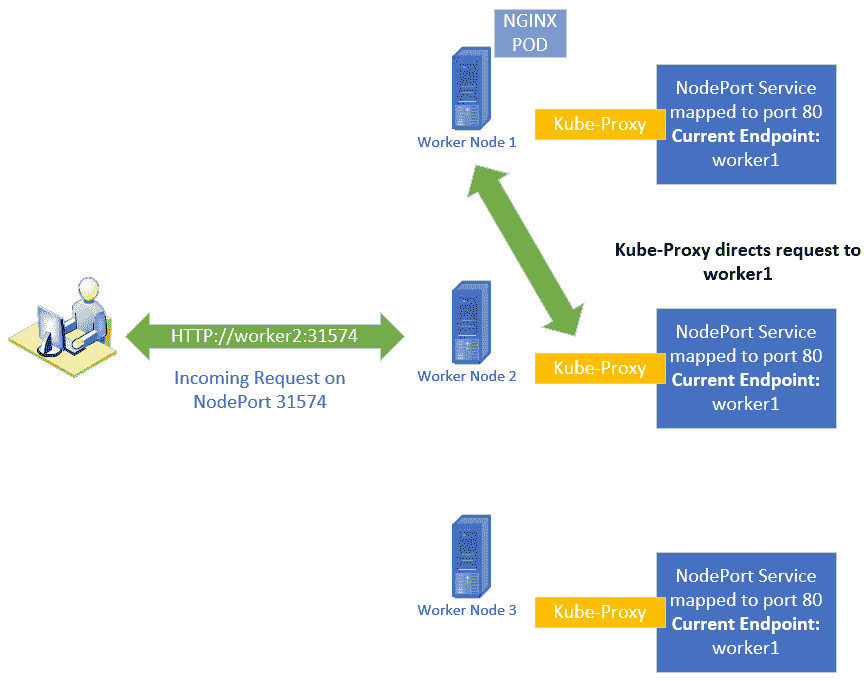 NGINX
POD
Worker Node 1
Kube-Proxy
NodePort Service
mapped to port 80
Current Endpoint:
worker1
Kube-Proxy directs request to
worker1
HTTP://worker2:31574
Incoming Request on
NodePort 31574
Worker Node 2
Kube-Proxy
NodePort Service
mapped to port 80
Current Endpoint:
worker1
Worker Node 3
Kube-Proxy
NodePort Service
mapped to port 80
Current Endpoint:
worker1